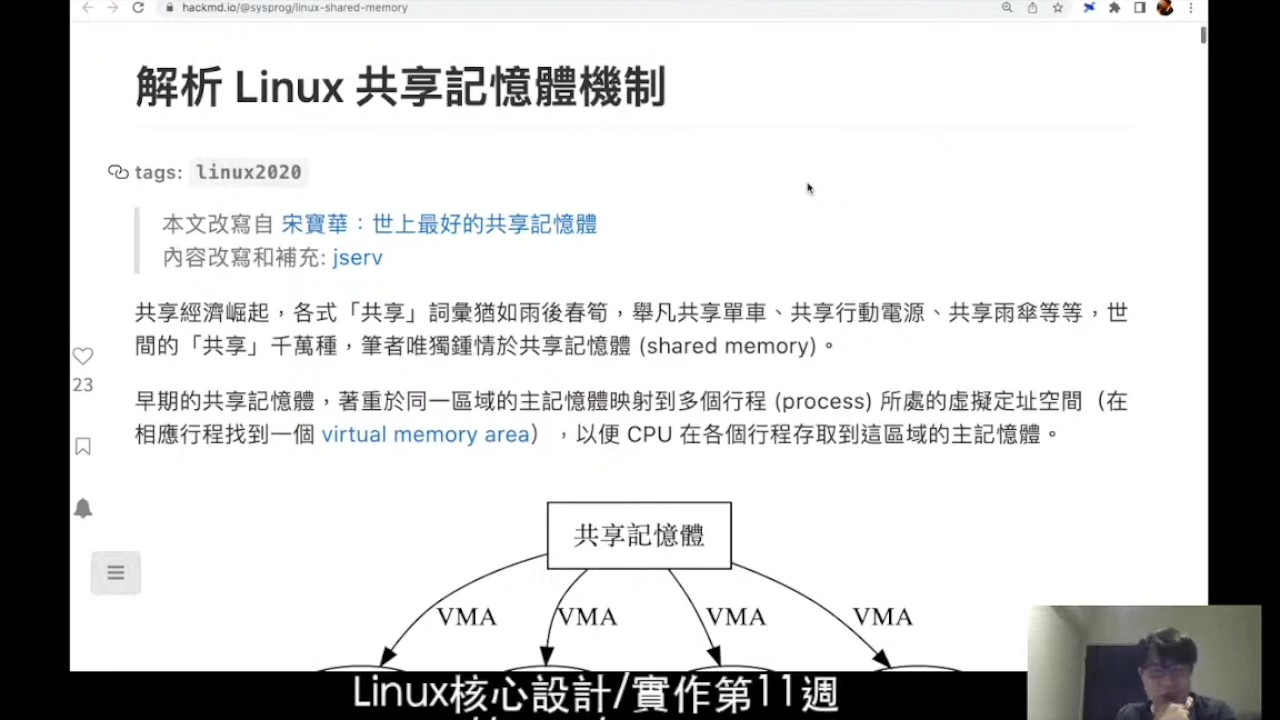 hackmd.io/@sysprog/linux-shared-memory
解析 Linux 共享記憶體機制
tags: linux2020
本文改寫自 宋寶華：世上最好的共享記憶體
內容改寫和補充: jserv
共享經濟崛起，各式「共享」詞彙猶如雨後春筍，舉凡共享單車、共享行動電源、共享雨傘等等，世
間的「共享」千萬種，筆者唯獨鍾情於共享記憶體 (shared memory)。
早期的共享記憶體，著重於同一區域的主記憶體映射到多個行程 (process) 所處的虛擬定址空間（在
相應行程找到一個 virtual memory area），以便 CPU 在各個行程存取到這區域的主記憶體。
23
共享記憶體
VMA VMA VMA VMA
Linux核心設計/實作第11週